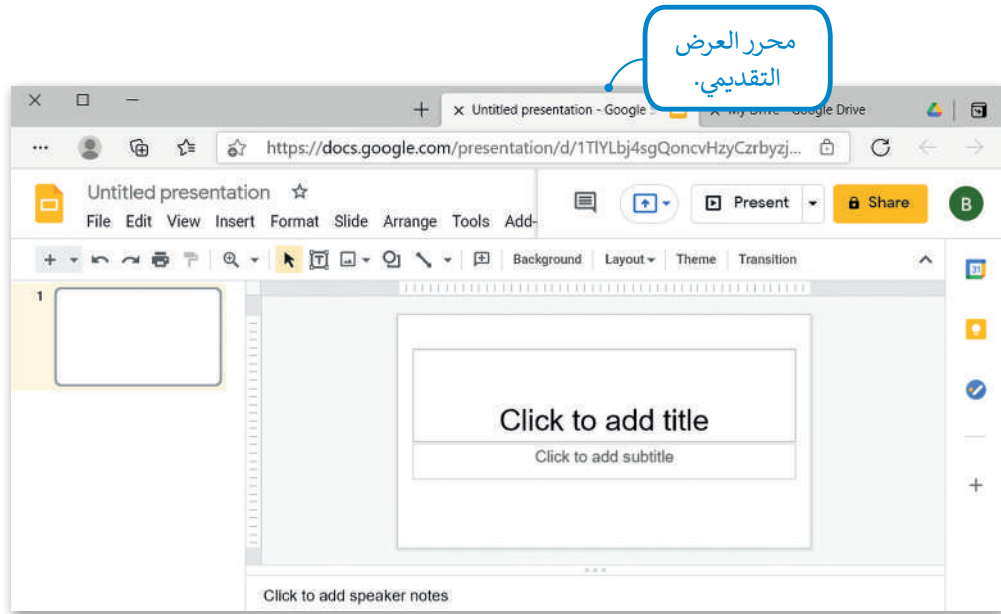 محرر العرض
التقديمي.
Untitled presentation - Google
My Drive - Google Drive
https://docs.google.com/presentation/d/1TlYLbj4sgQoncvHzyCzrbyzj...
Untitled presentation
Present
Share
B
File Edit View Insert Format Slide Arrange Tools Add-
Background Layout Theme Transition
31
1
Click to add title
Click to add subtitle
Click to add speaker notes